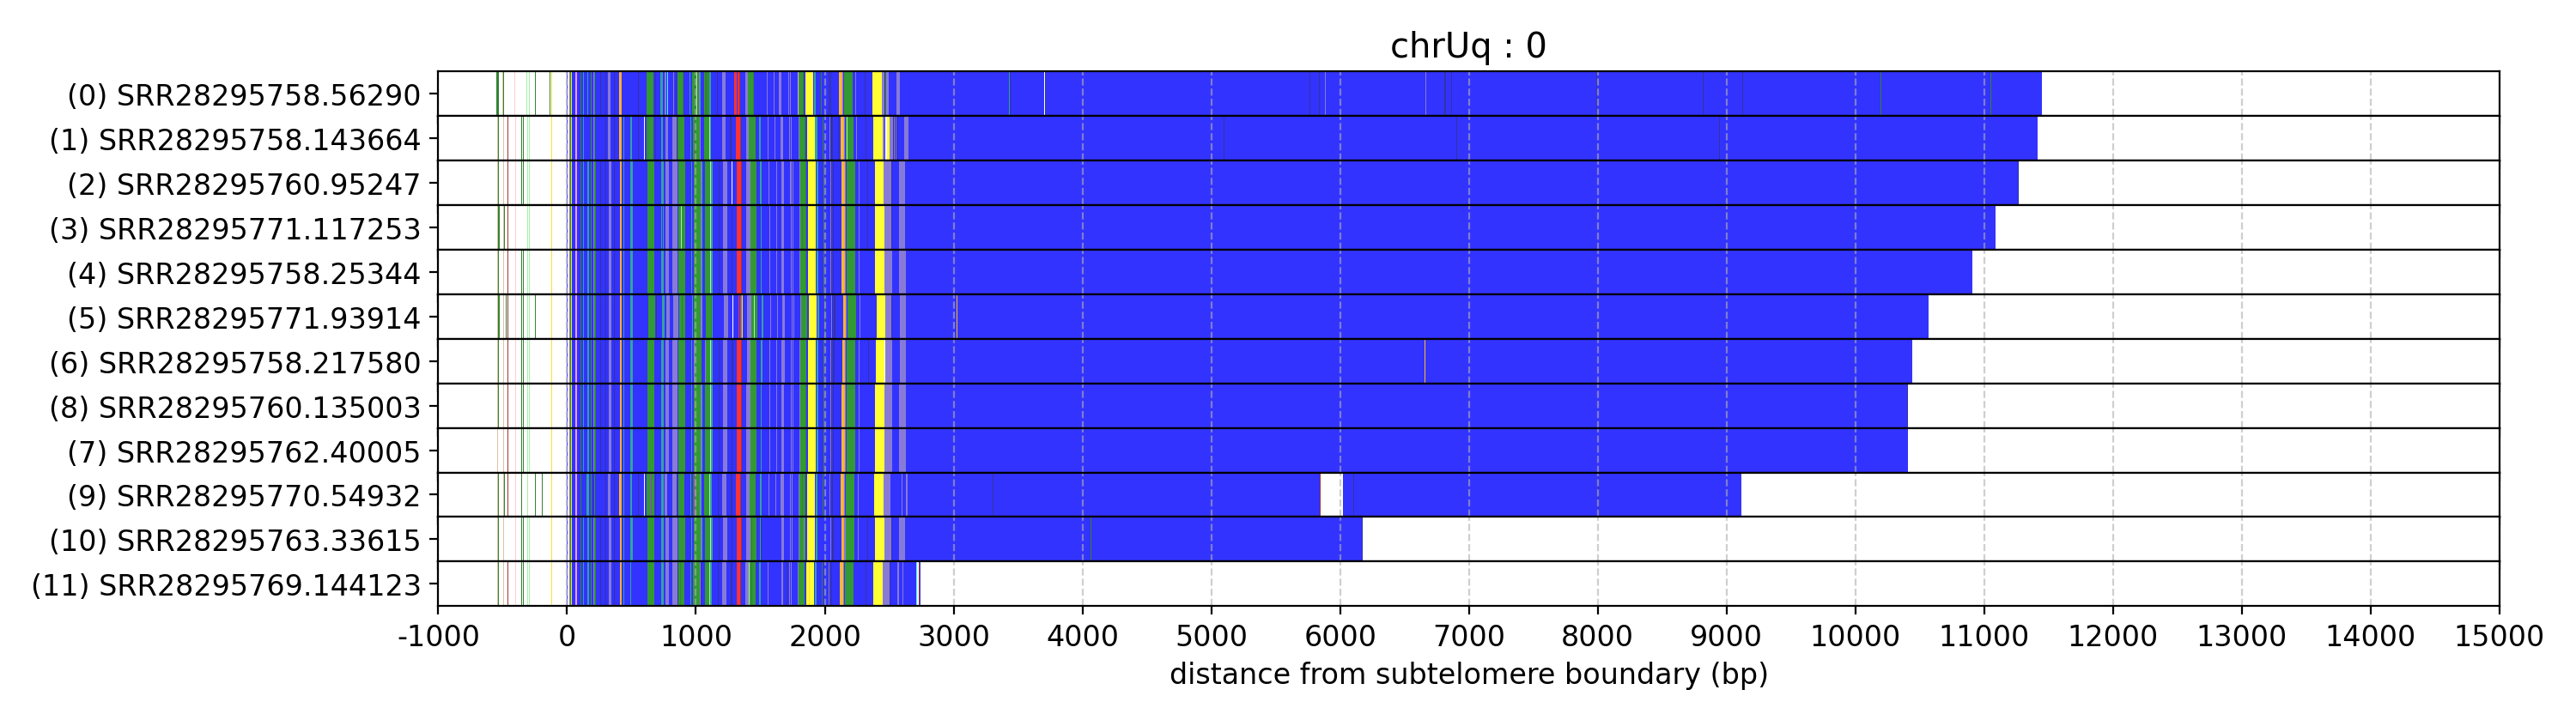 chrUq : 0
(0) SRR28295758.56290
(1) SRR28295758.143664
(2) SRR28295760.95247
(3) SRR28295771.117253
(4) SRR28295758.25344
(5) SRR28295771.93914
(6) SRR28295758.217580
(8) SRR28295760.135003
(7) SRR28295762.40005
(9) SRR28295770.54932
(10) SRR28295763.33615
(11) SRR28295769.144123
-1000 0 1000 2000 3000 4000 5000 6000 7000 8000 9000 10000 11000 12000 13000 14000 15000
distance from subtelomere boundary (bp)